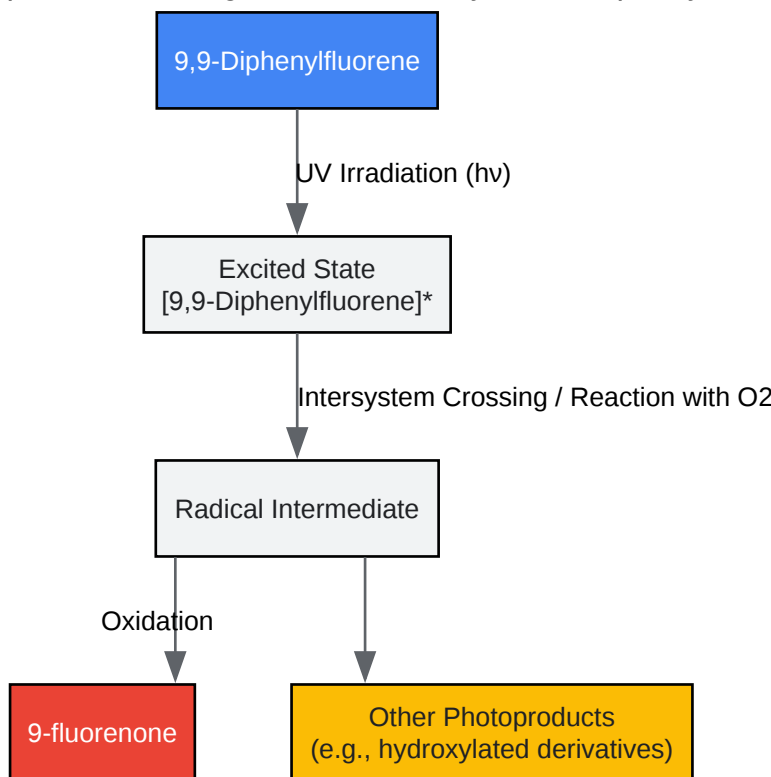 9,9-Diphenylfluorene
UV Irradiation (hν)
Excited State
[9,9-Diphenylfluorene]*
Intersystem Crossing / Reaction with O2
Radical Intermediate
Oxidation
9-fluorenone
Other Photoproducts
(e.g., hydroxylated derivatives)